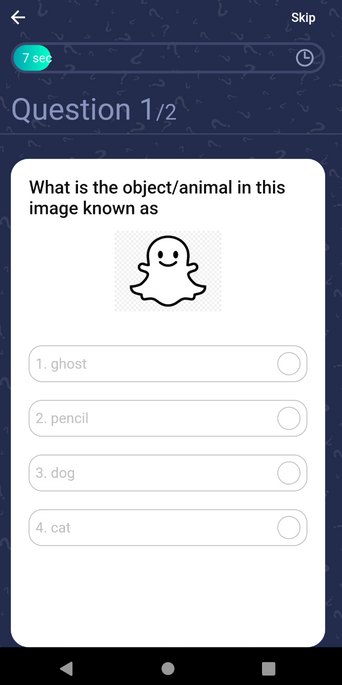 Skip
7 sec
Question 1/2
What is the object/animal in this
image known as
1. ghost
2. pencil
3. dog
4. cat